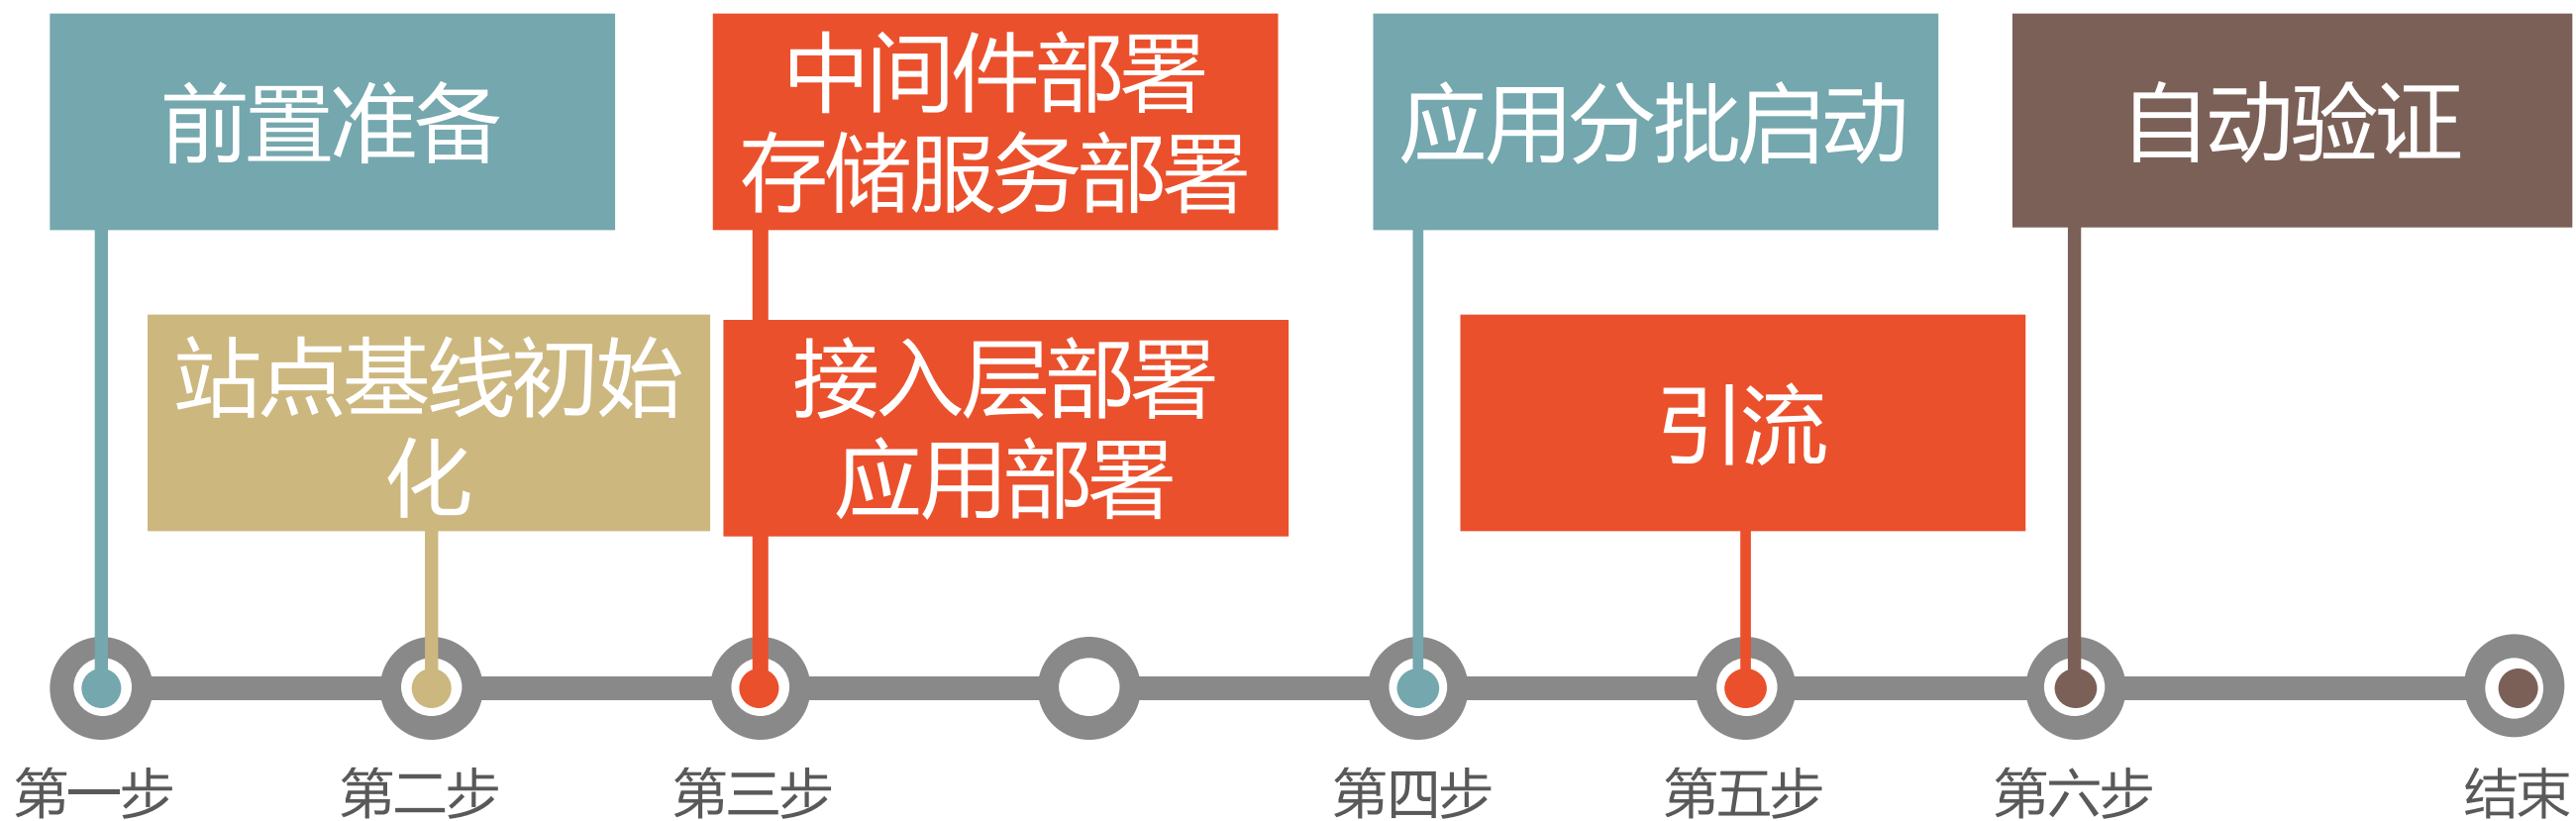 前置准备
中间件部署
存储服务部署
应用分批启动
自动验证
站点基线初始
化
接入层部署
应用部署
引流
第一步
第二步
第三步
第四步
第五步
第六步
结束